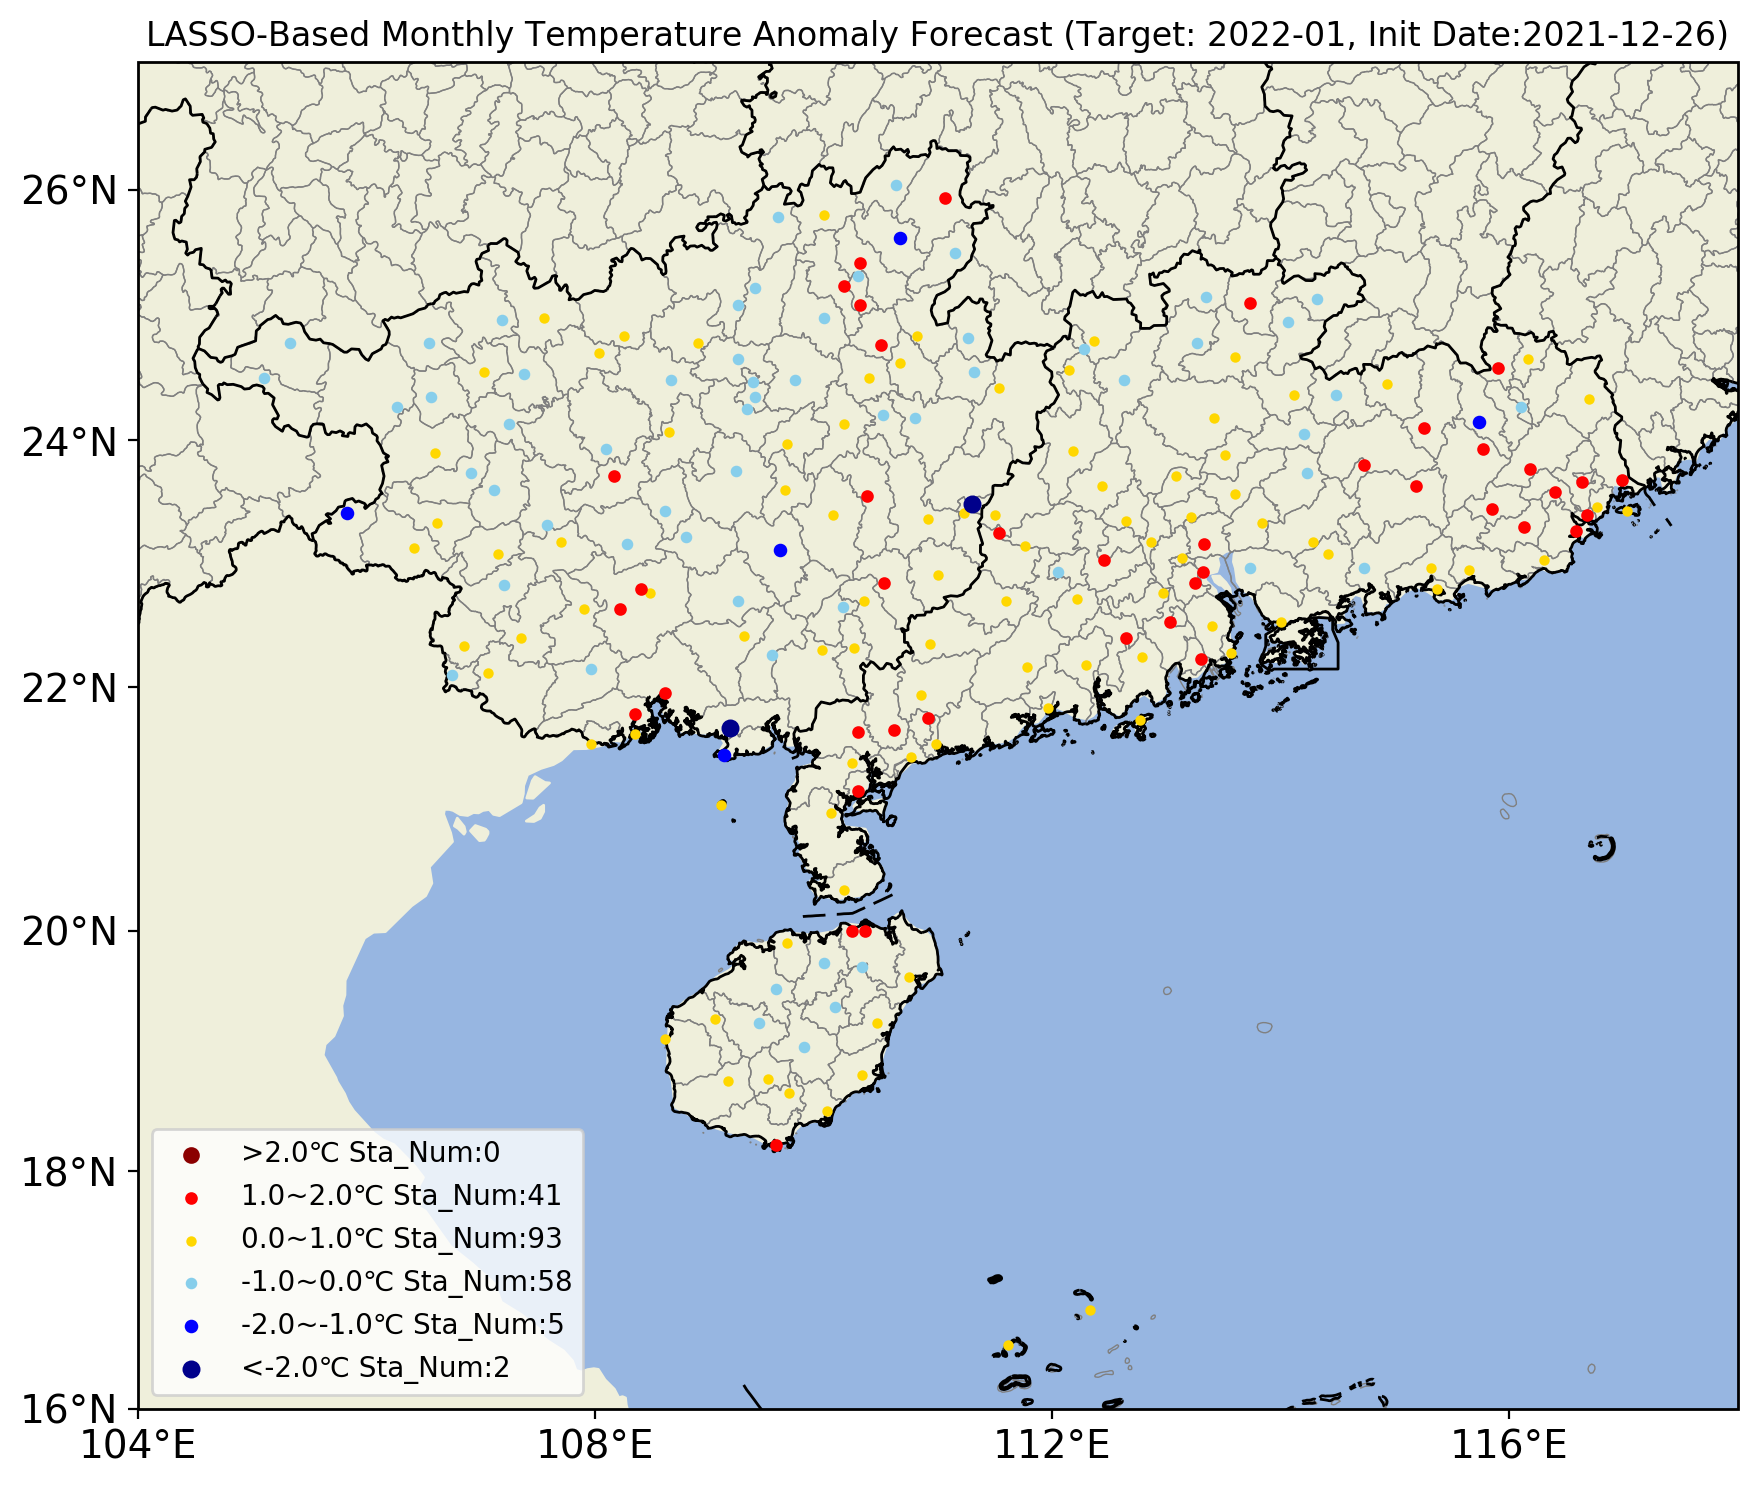 LASSO-Based Monthly Temperature Anomaly Forecast (Target: 2022-01, Init Date:2021-12-26)
26°N
24°N
22°N
20°N
18°N
16°N
>2.0℃ Sta_Num:0
1.0~2.0℃ Sta_Num:41
0.0~1.0℃ Sta_Num:93
-1.0~0.0℃ Sta_Num:58
-2.0~-1.0℃ Sta_Num:5
<-2.0℃ Sta_Num:2
104°E
108°E
112°E
116°E